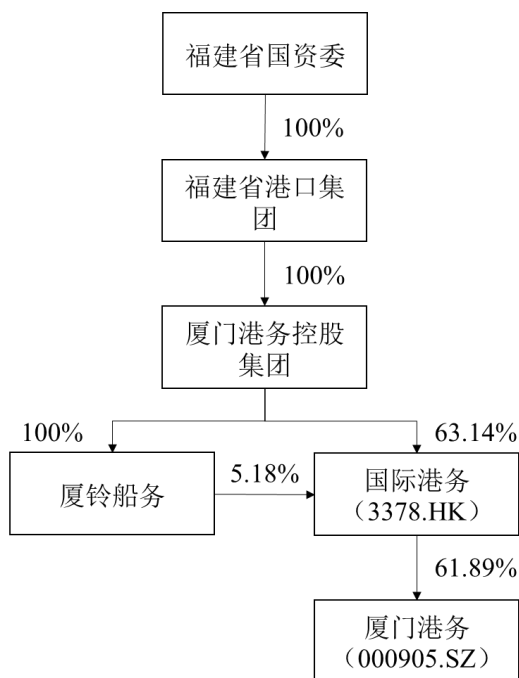 福建省国资委
100%
福建省港口集
团
100%
厦门港务控股
集团
100%
63.14%
厦铃船务
5.18%
国际港务
（3378.HK）
61.89%
厦门港务
（000905.SZ）